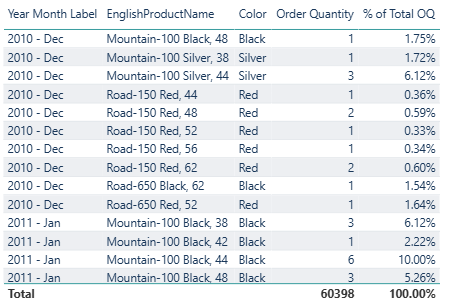 Year Month Label EnglishProductName Color Order Quantity % of Total OQ
2010 - Dec Mountain-100 Black, 48 Black 1 1.75%
2010 - Dec Mountain-100 Silver, 38 Silver 1 1.72%
2010 - Dec Mountain-100 Silver, 44 Silver 3 6.12%
2010 - Dec Road-150 Red, 44 Red 1 0.36%
2010 - Dec Road-150 Red, 48 Red 2 0.59%
2010 - Dec Road-150 Red, 52 Red 1 0.33%
2010 - Dec Road-150 Red, 56 Red 1 0.34%
2010 - Dec Road-150 Red, 62 Red 2 0.60%
2010 - Dec Road-650 Black, 62 Black 1 1.54%
2010 - Dec Road-650 Red, 52 Red 1 1.64%
2011 - Jan Mountain-100 Black, 38 Black 3 6.12%
2011 - Jan Mountain-100 Black, 42 Black 1 2.22%
2011 - Jan Mountain-100 Black, 44 Black 6 10.00%
2011 - Jan Mountain-100 Black, 48 Black 3 5.26%
Total 60398 100.00%